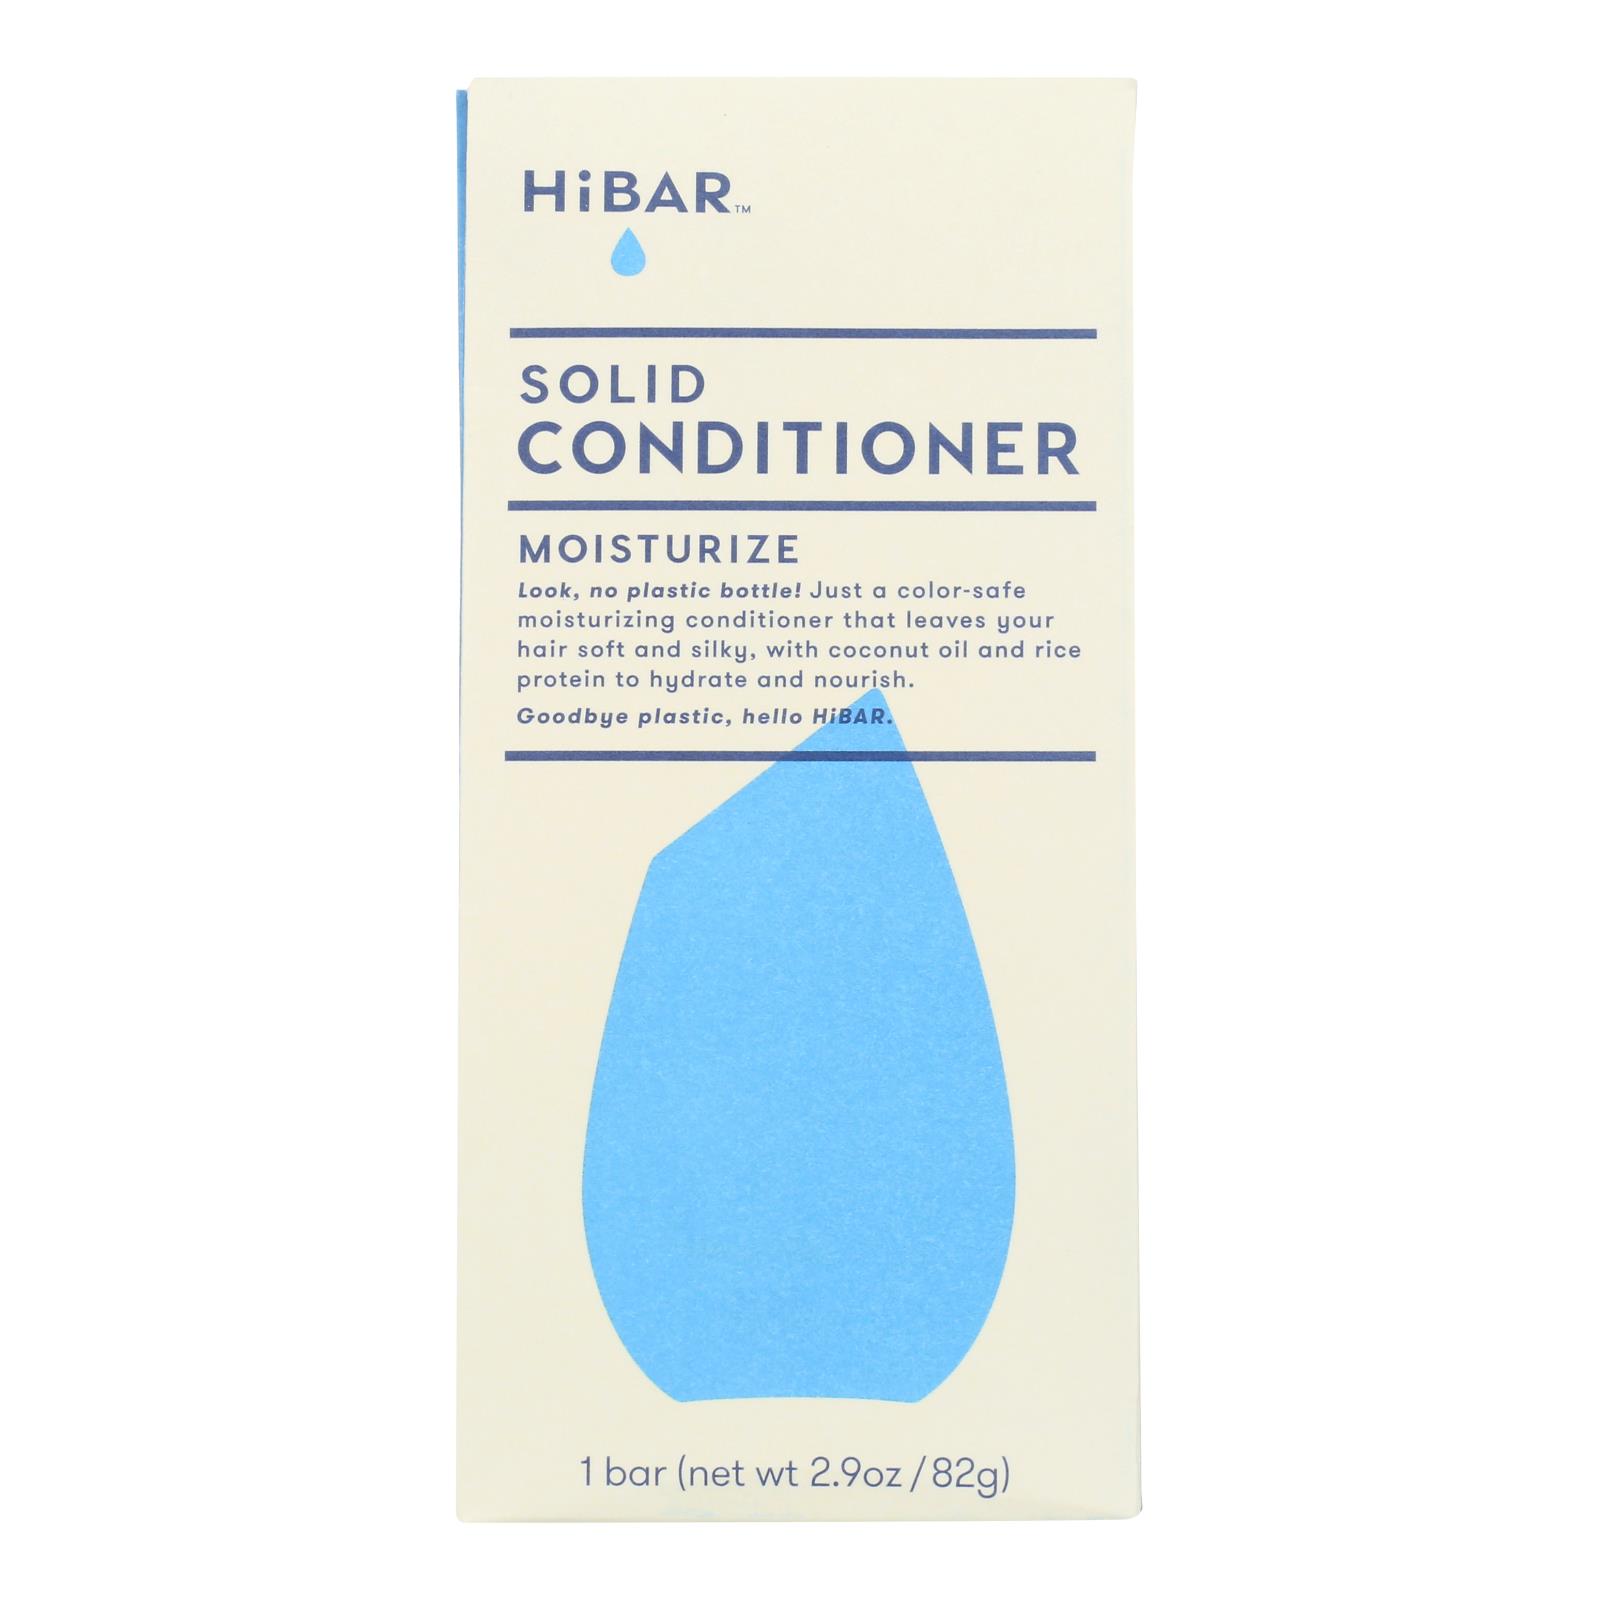 HiBAR™
SOLID
CONDITIONER
MOISTURIZE
Look, no plastic bottle! Just a color-safe
moisturizing conditioner that leaves your
hair soft and silky, with coconut oil and rice
protein to hydrate and nourish.
Goodbye plastic, hello HiBAR.
1 bar (net wt 2.9oz/82g)